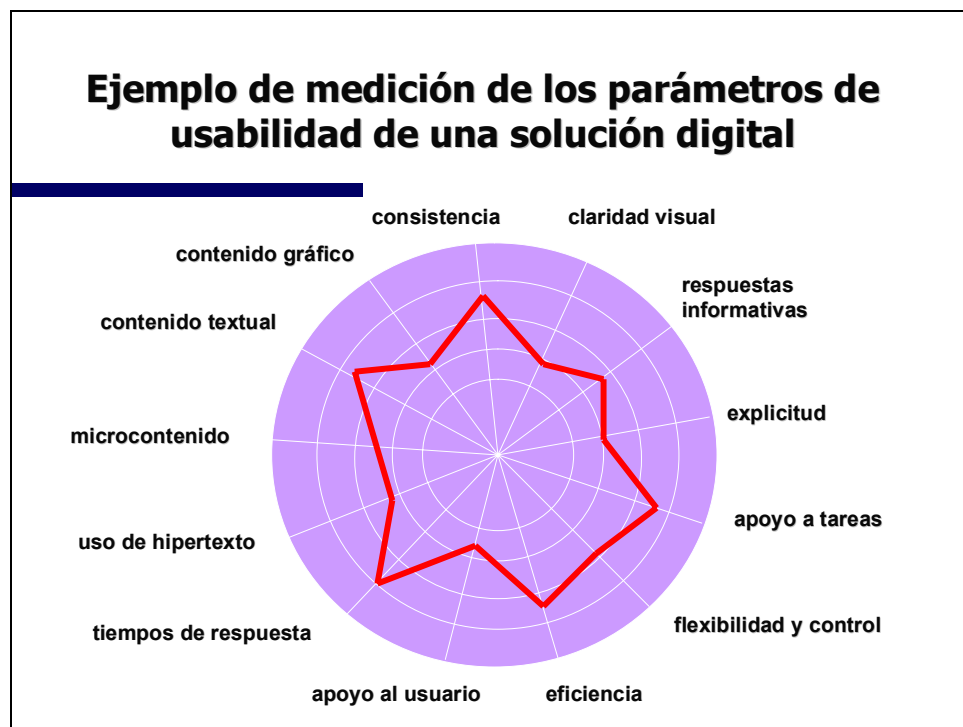 Ejemplo de medición de los parámetros de
usabilidad de una solución digital
consistencia
claridad visual
contenido gráfico
respuestas
informativas
contenido textual
explicitud
microcontenido
apoyo a tareas
uso de hipertexto
flexibilidad y control
tiempos de respuesta
apoyo al usuario
eficiencia